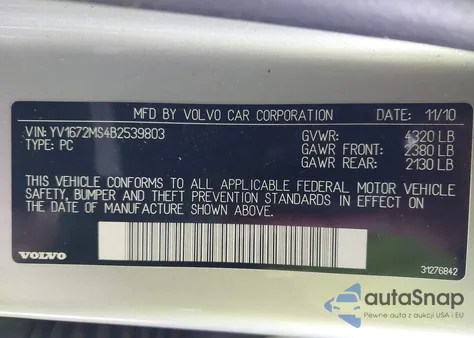 MFD BY VOLVO CAR CORPORATION DATE: 11/10
VIN: YV1672MS4B2539803 GVWR: 4320 LB
TYPE: PC GAWR FRONT: 2380 LB
GAWR REAR: 2130 LB
THIS VEHICLE CONFORMS TO ALL APPLICABLE FEDERAL MOTOR VEHICLE
SAFETY, BUMPER AND THEFT PREVENTION STANDARDS IN EFFECT ON
THE DATE OF MANUFACTURE SHOWN ABOVE.
VOLVO 31276842
autoSnap
Pewne auta z aukcji USA - EU